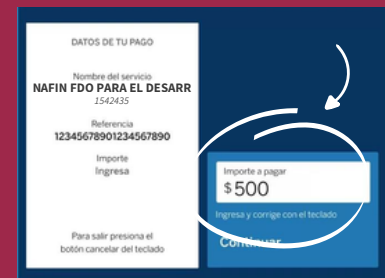 DATOS DE TU PAGO
Nombre del servicio
NAFIN FDO PARA EL DESARR
1542435
Referencia
12345678901234567890
Importe
Ingresa
Para salir presiona el
botón cancelar del teclado
Importe a pagar
$500
Ingresa y corrige con el teclado
Continuar